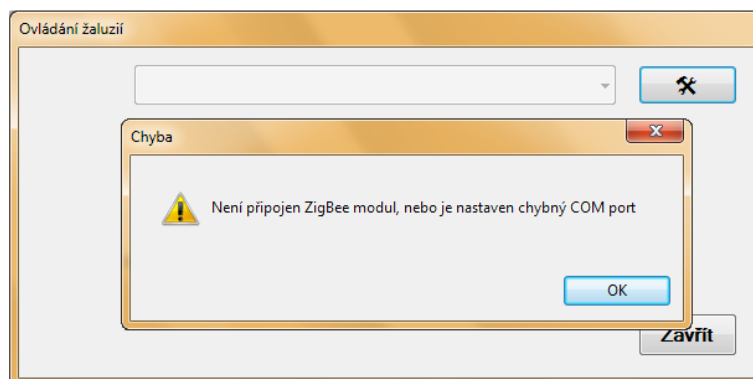 Ovládání žaluzií
Chyba
Není připojen ZigBee modul, nebo je nastaven chybný COM port
OK
Zavřít